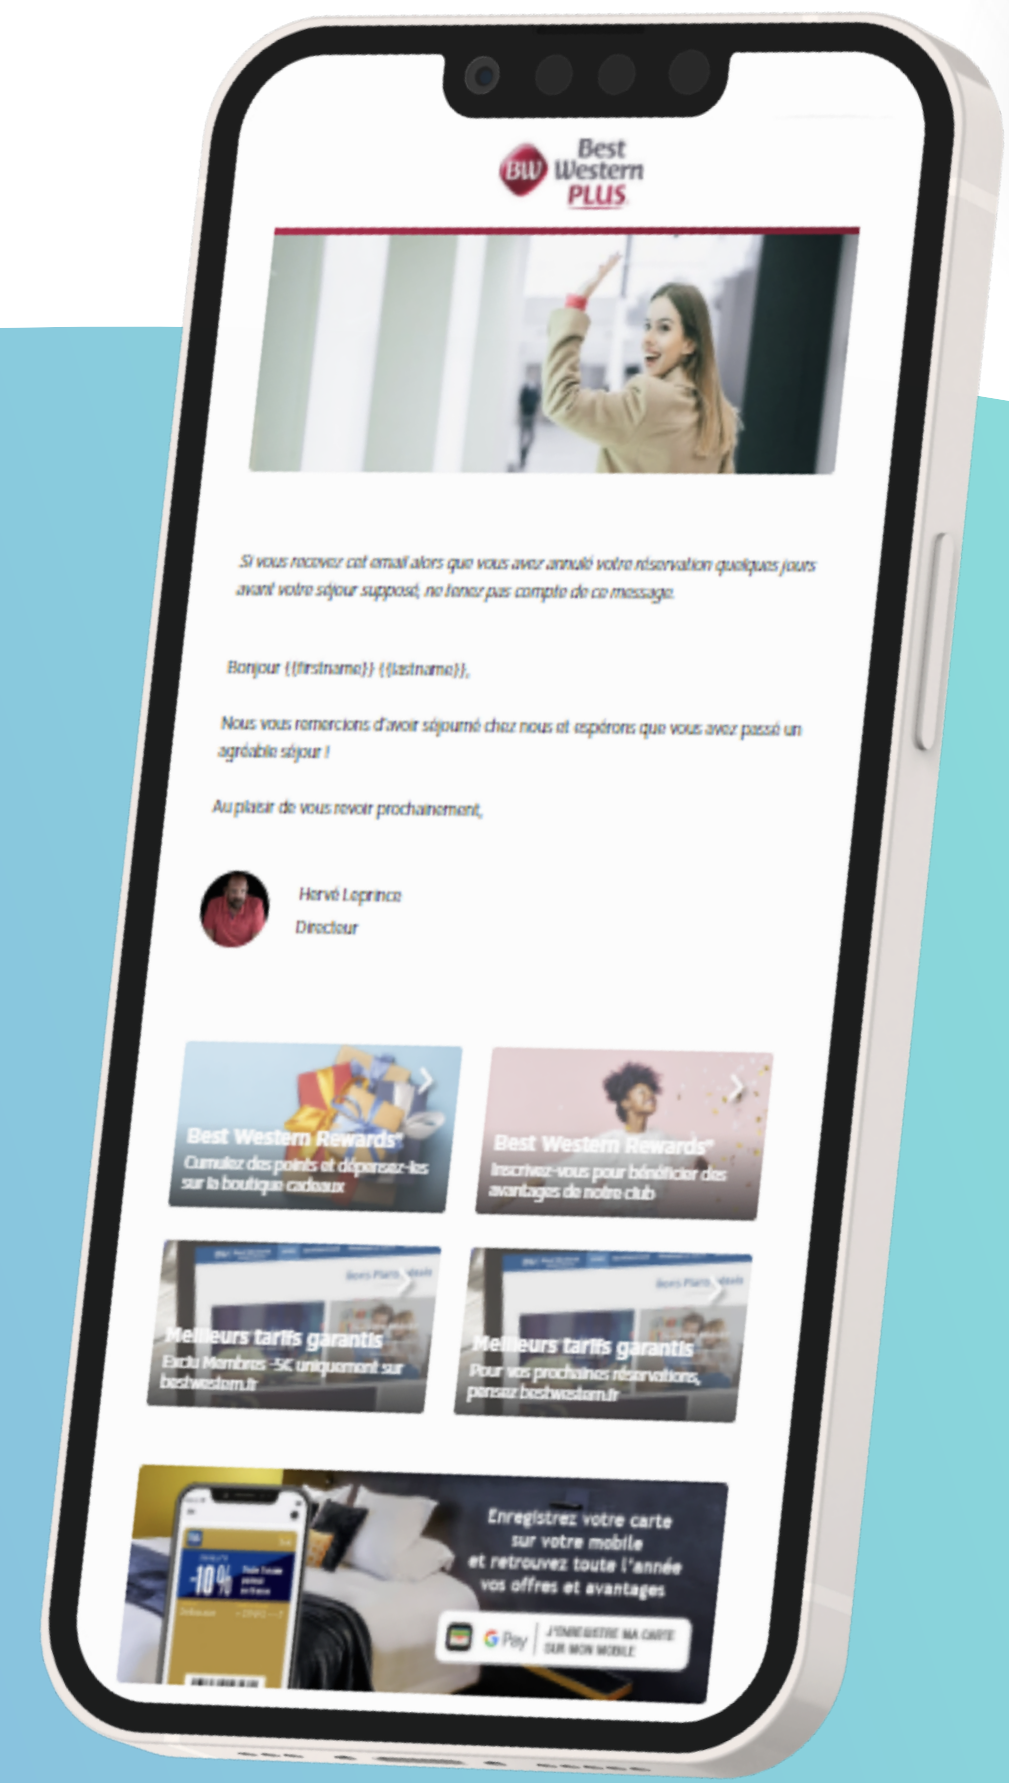 BW
Best
Western
PLUS
Si vous recevez cet email alors que vous avez annulé votre réservation quelques jours
avant votre séjour supposé, ne tenez pas compte de ce message.
Bonjour {{firstname}} {{lastname}},
Nous vous remercions d'avoir séjourné chez nous et espérons que vous avez passé un
agréable séjour !
Au plaisir de vous revoir prochainement,
Hervé Leprince
Directeur
Best Western Rewards®
Cumulez des points et dépensez-les
sur la boutique cadeaux
Best Western Rewards®
Inscrivez-vous pour bénéficier des
avantages de notre club
Bons Plans
Meilleurs tarifs garantis
Exclu Membres -5€ uniquement sur
bestwestern.fr
Bons Plans
Meilleurs tarifs garantis
Pour vos prochaines réservations,
pensez bestwestern.fr
-10%
Enregistrez votre carte
sur votre mobile
et retrouvez toute l'année
vos offres et avantages
G Pay
J'ENREGISTRE MA CARTE
SUR MON MOBILE